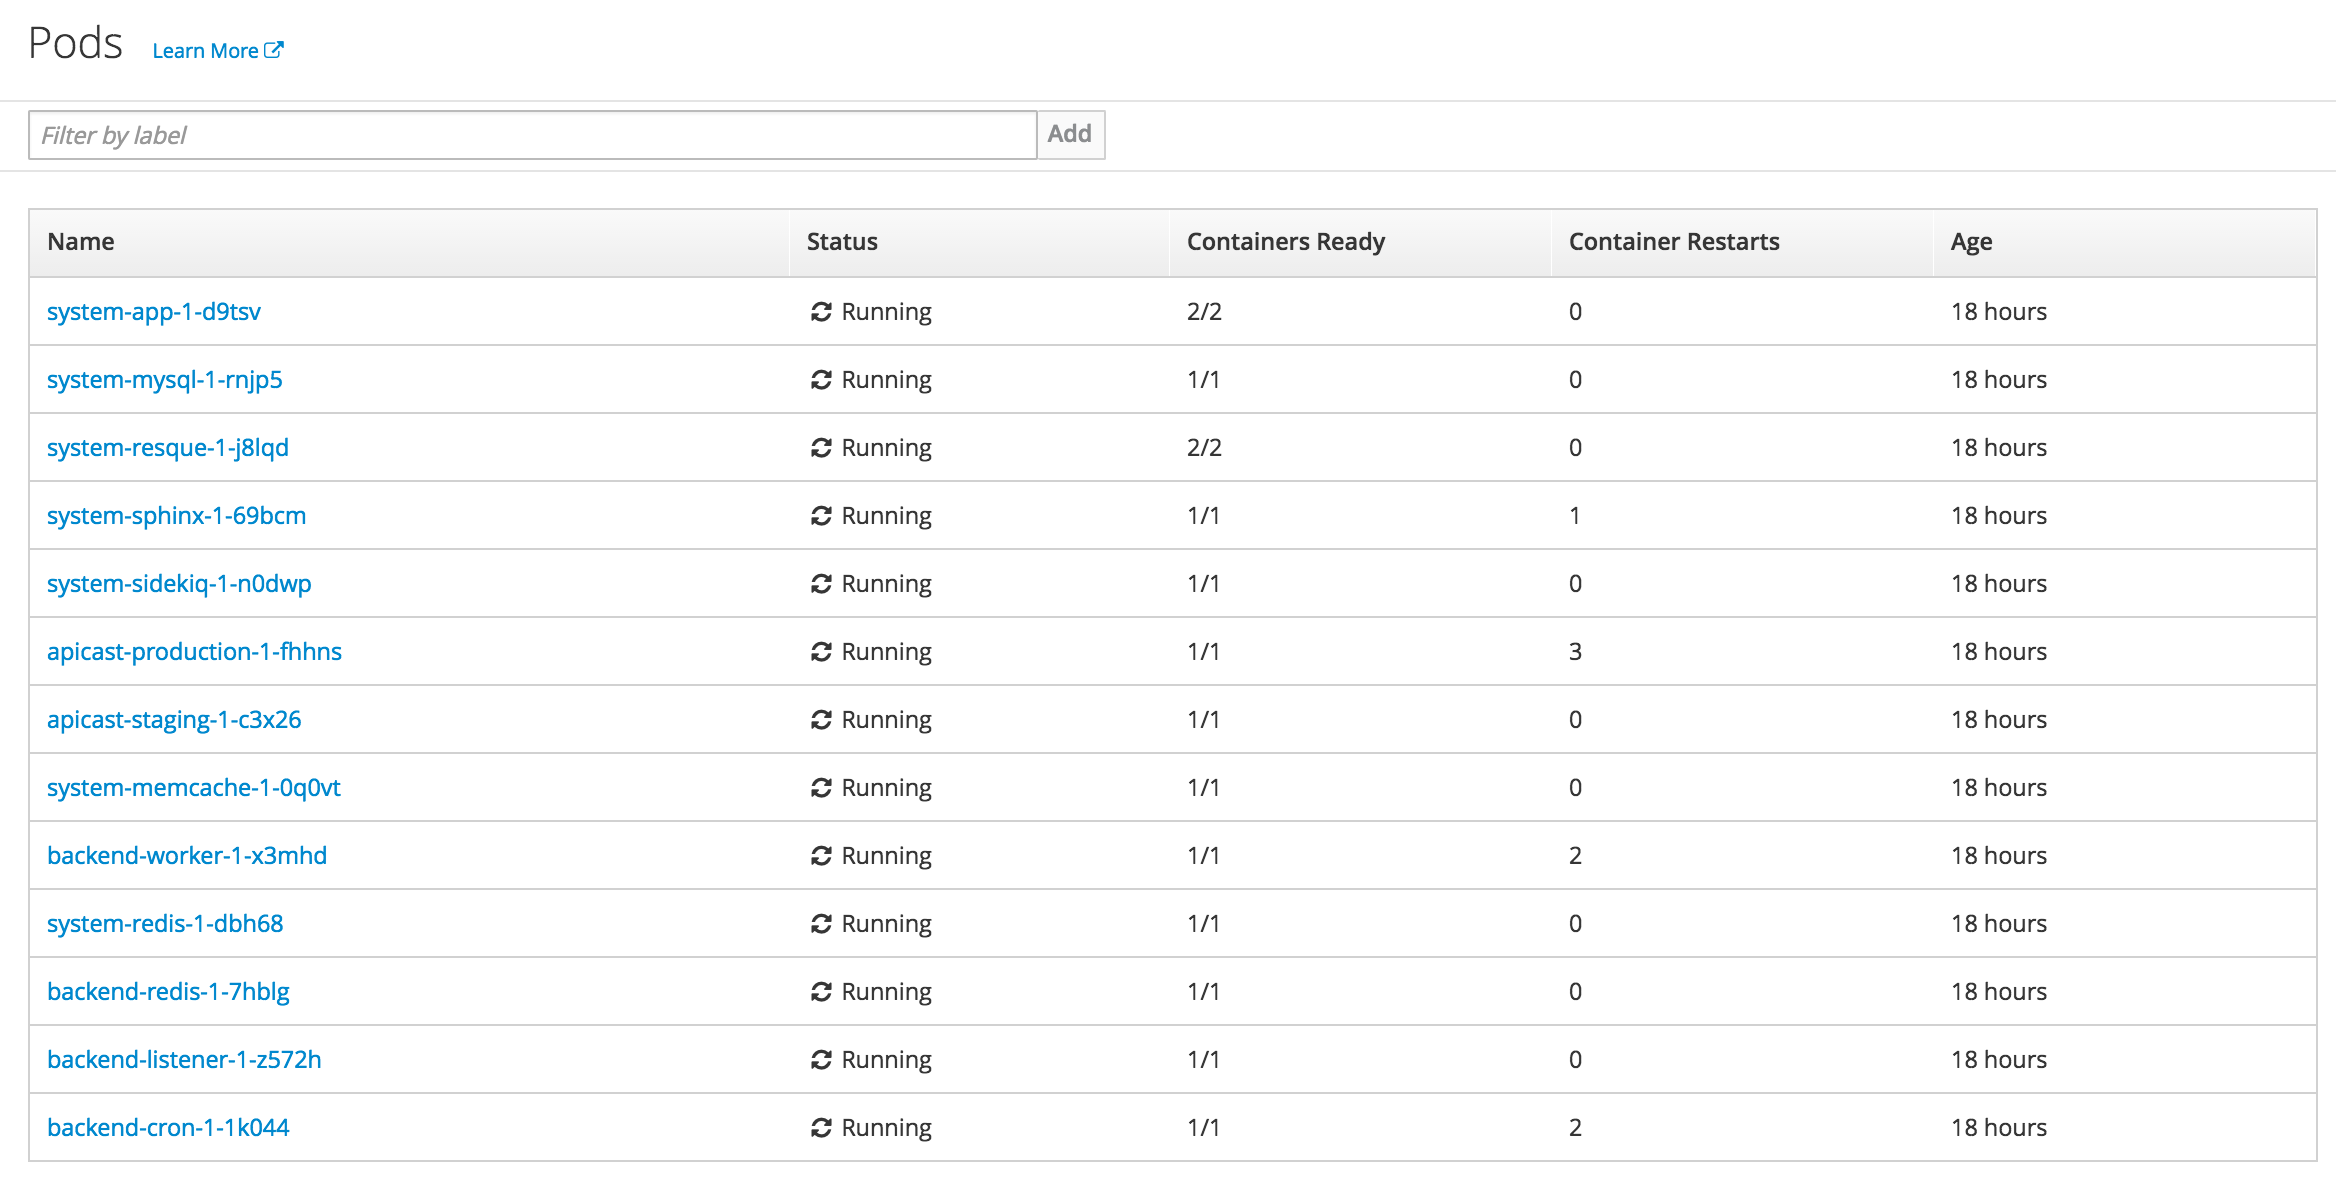 Pods Learn More
Filter by label Add
Name Status Containers Ready Container Restarts Age
system-app-1-d9tsv Running 2/2 0 18 hours
system-mysql-1-rnjp5 Running 1/1 0 18 hours
system-resque-1-j8lqd Running 2/2 0 18 hours
system-sphinx-1-69bcm Running 1/1 1 18 hours
system-sidekiq-1-n0dwp Running 1/1 0 18 hours
apicast-production-1-fhhns Running 1/1 3 18 hours
apicast-staging-1-c3x26 Running 1/1 0 18 hours
system-memcache-1-0q0vt Running 1/1 0 18 hours
backend-worker-1-x3mhd Running 1/1 2 18 hours
system-redis-1-dbh68 Running 1/1 0 18 hours
backend-redis-1-7hblg Running 1/1 0 18 hours
backend-listener-1-z572h Running 1/1 0 18 hours
backend-cron-1-1k044 Running 1/1 2 18 hours